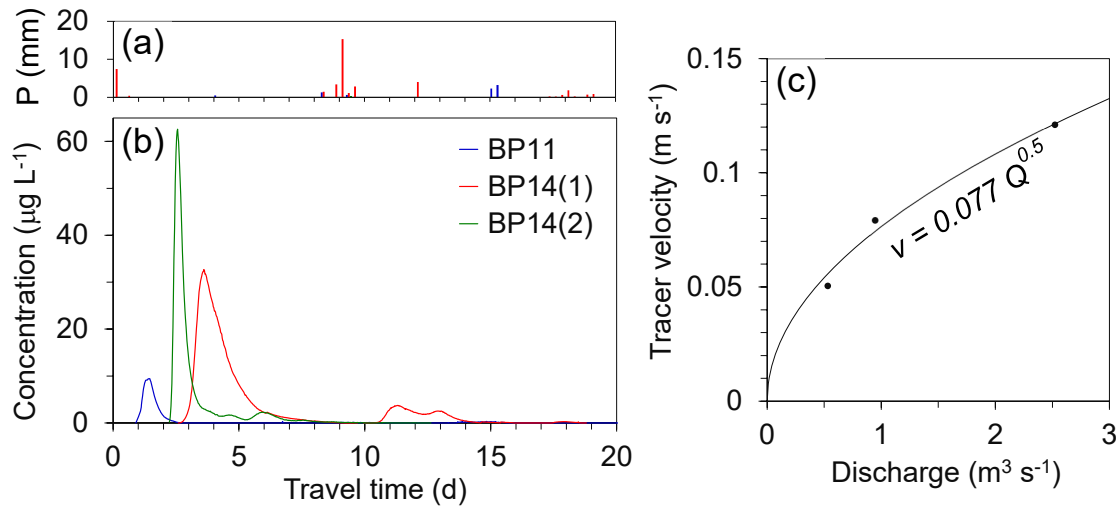 (a)
P (mm)
20
10
0
(b)
Concentration (μg L-1)
60
40
20
0
BP11
BP14(1)
BP14(2)
0 5 10 15 20
Travel time (d)
(c)
Tracer velocity (m s-1)
0.15
0.1
0.05
0
v = 0.077 Q0.5
0 1 2 3
Discharge (m3 s-1)